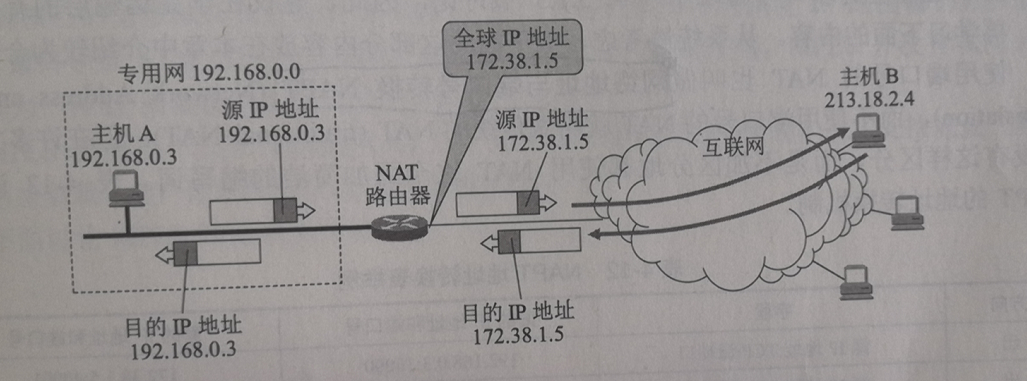 全球 IP 地址
172.38.1.5
专用网 192.168.0.0
主机 A
192.168.0.3
源 IP 地址
192.168.0.3
NAT
路由器
源 IP 地址
172.38.1.5
互联网
主机 B
213.18.2.4
目的 IP 地址
192.168.0.3
目的 IP 地址
172.38.1.5